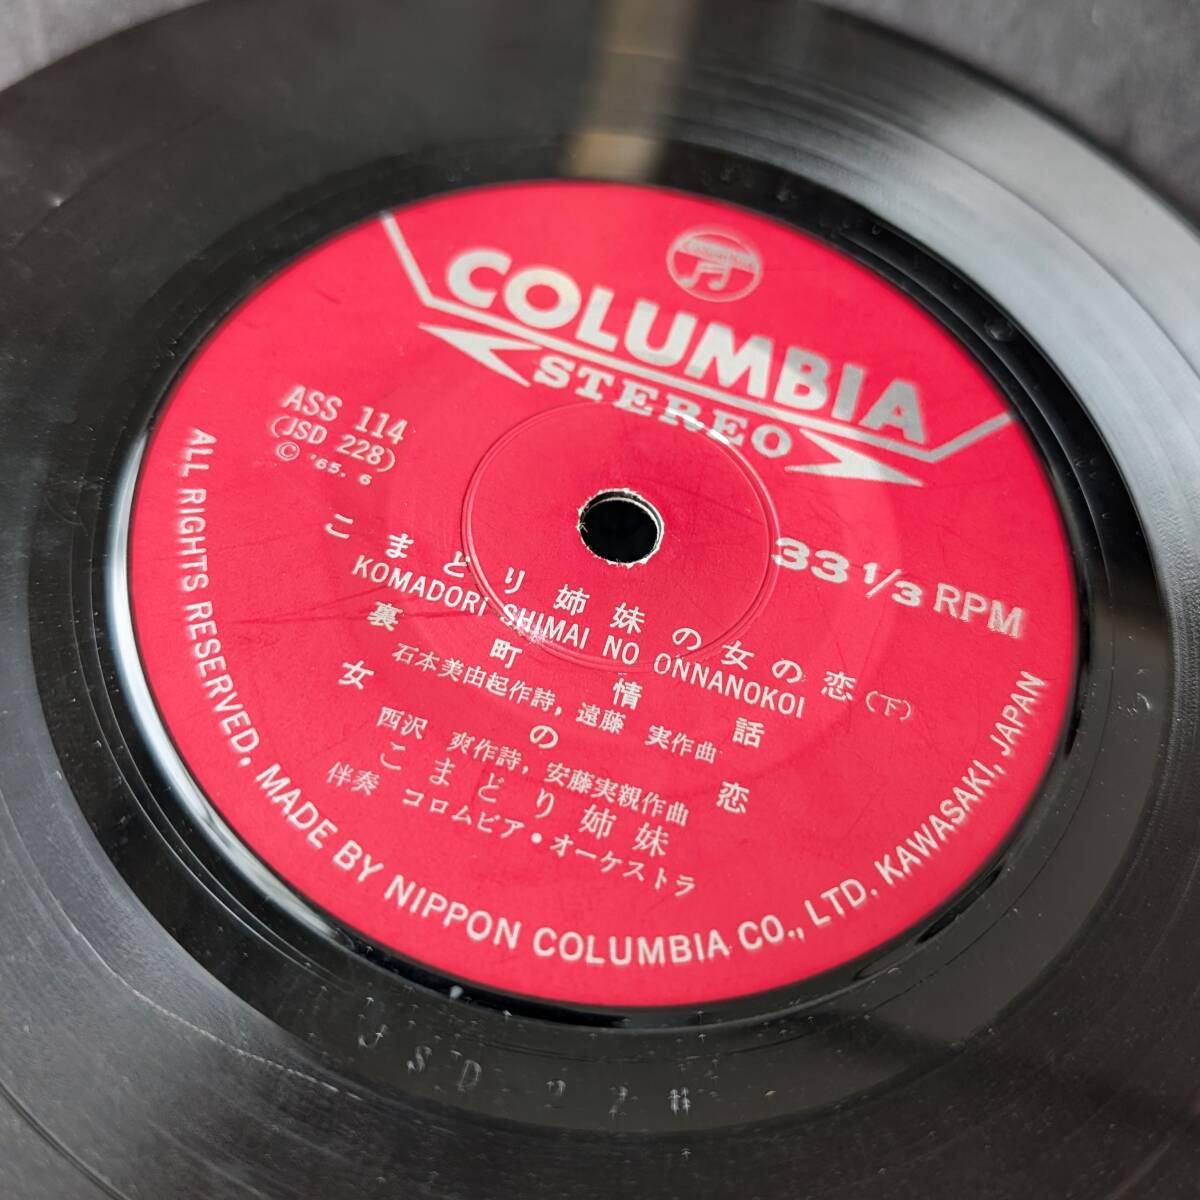 COLUMBIA
STEREO
ASS 114
(JSD 228)
© '65. 6
33 1/3 RPM
こまどり姉妹の女の恋(下)
KOMADORI SHIMAI NO ONNANOKOI
裏町情話
石本美由起作詩, 遠藤 実作曲
女の恋
西沢 爽作詩, 安藤実親作曲
こまどり姉妹
伴奏 コロムビア・オーケストラ
ALL RIGHTS RESERVED, MADE BY NIPPON COLUMBIA CO., LTD. KAWASAKI, JAPAN
JSD 228